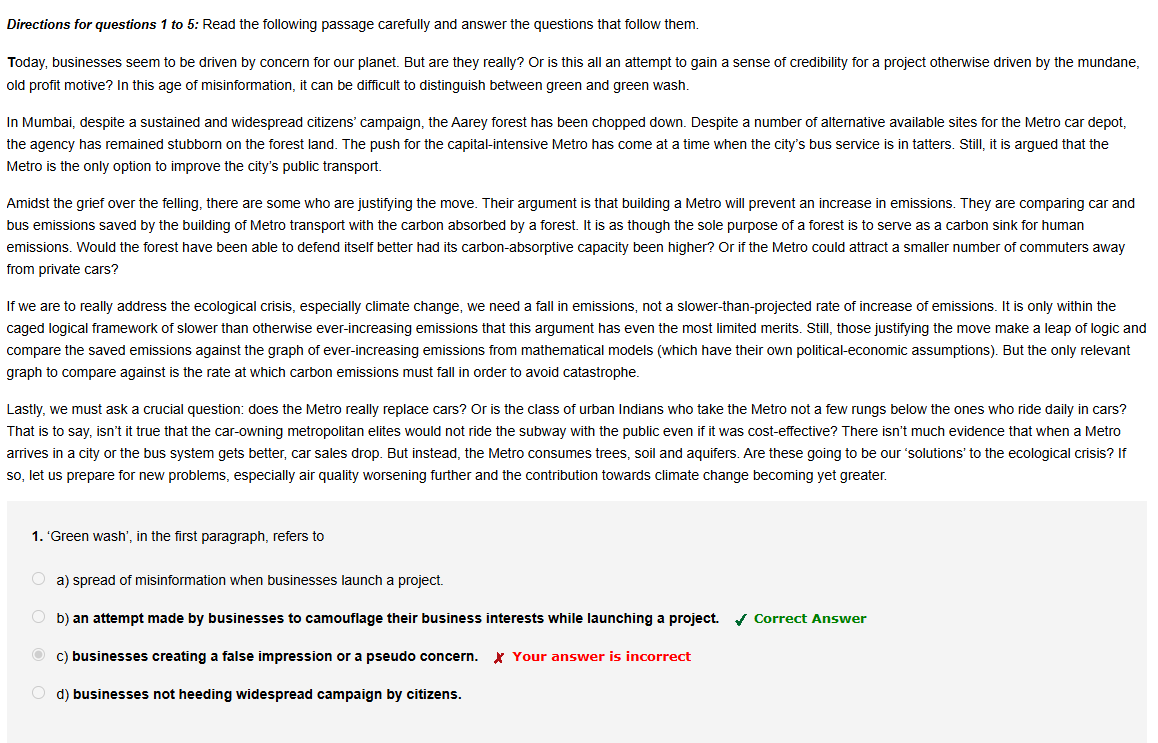 Directions for questions 1 to 5: Read the following passage carefully and answer the questions that follow them.
Today, businesses seem to be driven by concern for our planet. But are they really? Or is this all an attempt to gain a sense of credibility for a project otherwise driven by the mundane,
old profit motive? In this age of misinformation, it can be difficult to distinguish between green and green wash.
In Mumbai, despite a sustained and widespread citizens' campaign, the Aarey forest has been chopped down. Despite a number of alternative available sites for the Metro car depot,
the agency has remained stubborn on the forest land. The push for the capital-intensive Metro has come at a time when the city's bus service is in tatters. Still, it is argued that the
Metro is the only option to improve the city's public transport.
Amidst the grief over the felling, there are some who are justifying the move. Their argument is that building a Metro will prevent an increase in emissions. They are comparing car and
bus emissions saved by the building of Metro transport with the carbon absorbed by a forest. It is as though the sole purpose of a forest is to serve as a carbon sink for human
emissions. Would the forest have been able to defend itself better had its carbon-absorptive capacity been higher? Or if the Metro could attract a smaller number of commuters away
from private cars?
If we are to really address the ecological crisis, especially climate change, we need a fall in emissions, not a slower-than-projected rate of increase of emissions. It is only within the
caged logical framework of slower than otherwise ever-increasing emissions that this argument has even the most limited merits. Still, those justifying the move make a leap of logic and
compare the saved emissions against the graph of ever-increasing emissions from mathematical models (which have their own political-economic assumptions). But the only relevant
graph to compare against is the rate at which carbon emissions must fall in order to avoid catastrophe.
Lastly, we must ask a crucial question: does the Metro really replace cars? Or is the class of urban Indians who take the Metro not a few rungs below the ones who ride daily in cars?
That is to say, isn't it true that the car-owning metropolitan elites would not ride the subway with the public even if it was cost-effective? There isn't much evidence that when a Metro
arrives in a city or the bus system gets better, car sales drop. But instead, the Metro consumes trees, soil and aquifers. Are these going to be our 'solutions' to the ecological crisis? If
so, let us prepare for new problems, especially air quality worsening further and the contribution towards climate change becoming yet greater.
1. 'Green wash', in the first paragraph, refers to
a) spread of misinformation when businesses launch a project.
b) an attempt made by businesses to camouflage their business interests while launching a project. ✓ Correct Answer
c) businesses creating a false impression or a pseudo concern. ✗ Your answer is incorrect
d) businesses not heeding widespread campaign by citizens.